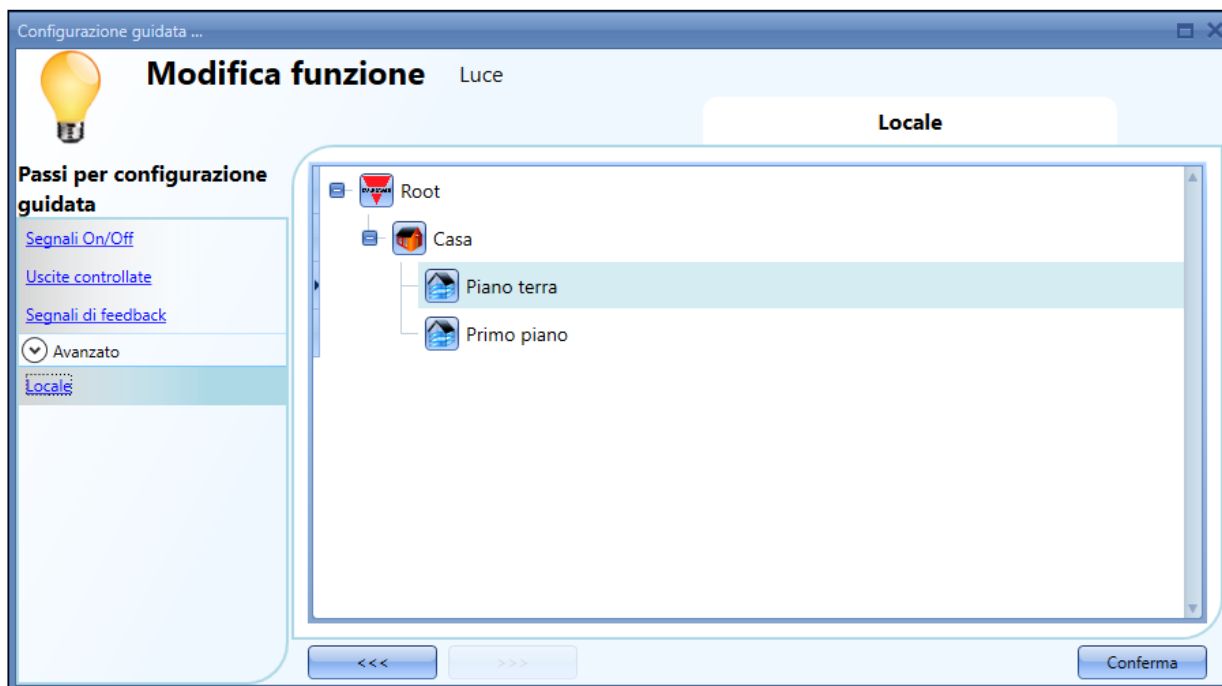 Configurazione guidata ...
Modifica funzione Luce
Locale
Passi per configurazione
guidata
Segnali On/Off
Uscite controllate
Segnali di feedback
Avanzato
Locale
Root
Casa
Piano terra
Primo piano
<<<
>>>
Conferma